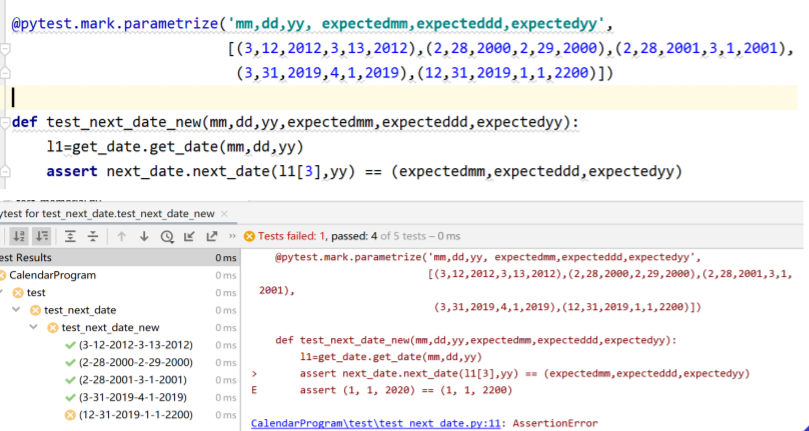 @pytest.mark.parametrize('mm,dd,yy, expectedmm,expecteddd,expectedyy',
[(3,12,2012,3,13,2012),(2,28,2000,2,29,2000),(2,28,2001,3,1,2001),
(3,31,2019,4,1,2019),(12,31,2019,1,1,2200)])
def test_next_date_new(mm,dd,yy,expectedmm,expecteddd,expectedyy):
l1=get_date.get_date(mm,dd,yy)
assert next_date.next_date(l1[3],yy) == (expectedmm,expecteddd,expectedyy)
ytest for test_next_date.test_next_date_new ×
» Tests failed: 1, passed: 4 of 5 tests – 0 ms
est Results 0 ms
CalendarProgram 0 ms
test 0 ms
test_next_date 0 ms
test_next_date_new 0 ms
(3-12-2012-3-13-2012) 0 ms
(2-28-2000-2-29-2000) 0 ms
(2-28-2001-3-1-2001) 0 ms
(3-31-2019-4-1-2019) 0 ms
(12-31-2019-1-1-2200) 0 ms
@pytest.mark.parametrize('mm,dd,yy, expectedmm,expecteddd,expectedyy',
[(3,12,2012,3,13,2012),(2,28,2000,2,29,2000),(2,28,2001,3,1,
2001),
(3,31,2019,4,1,2019),(12,31,2019,1,1,2200)])
def test_next_date_new(mm,dd,yy,expectedmm,expecteddd,expectedyy):
l1=get_date.get_date(mm,dd,yy)
> assert next_date.next_date(l1[3],yy) == (expectedmm,expecteddd,expectedyy)
E assert (1, 1, 2020) == (1, 1, 2200)
CalendarProgram\test\test_next_date.py:11: AssertionError